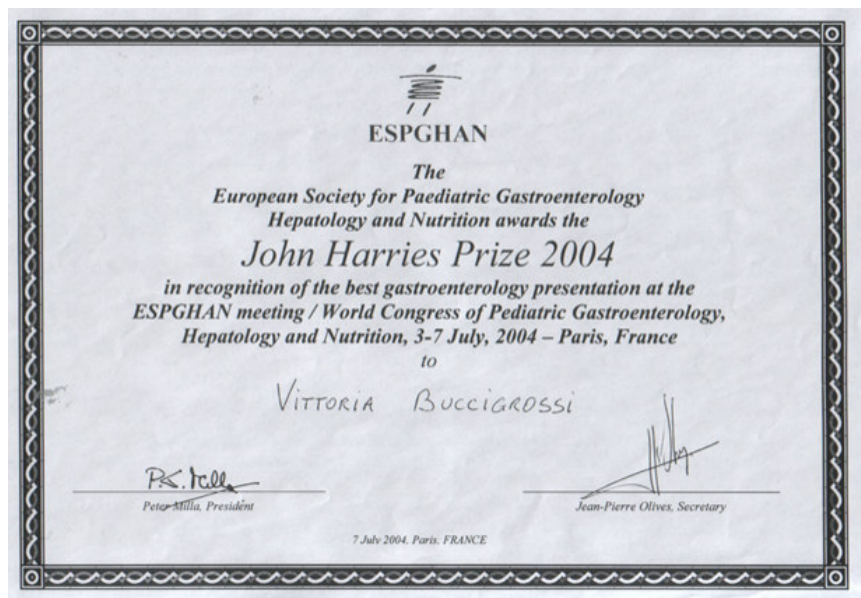 ESPGHAN
The
European Society for Paediatric Gastroenterology
Hepatology and Nutrition awards the
John Harries Prize 2004
in recognition of the best gastroenterology presentation at the
ESPGHAN meeting / World Congress of Pediatric Gastroenterology,
Hepatology and Nutrition, 3-7 July, 2004 – Paris, France
to
VITTORIA BUCCIGROSSI
P.J. Milla
Peter Milla, President
Jean-Pierre Olives, Secretary
7 July 2004, Paris, FRANCE